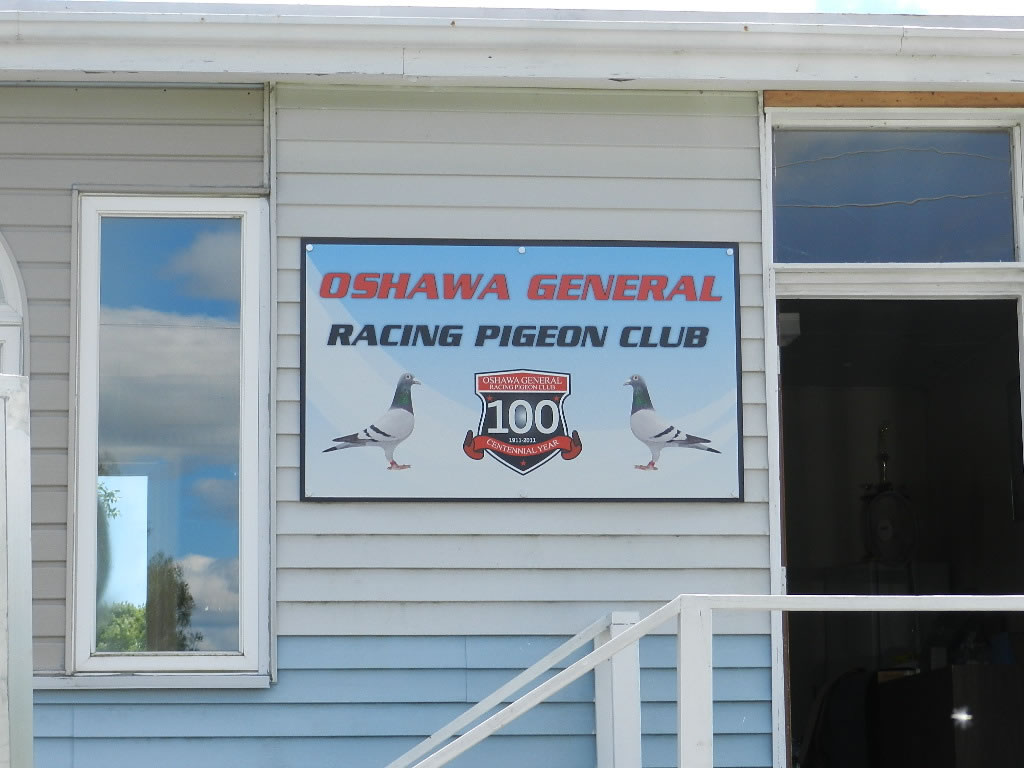 OSHAWA GENERAL
RACING PIGEON CLUB
OSHAWA GENERAL
RACING PIGEON CLUB
100
1911-2011
CENTENNIAL YEAR